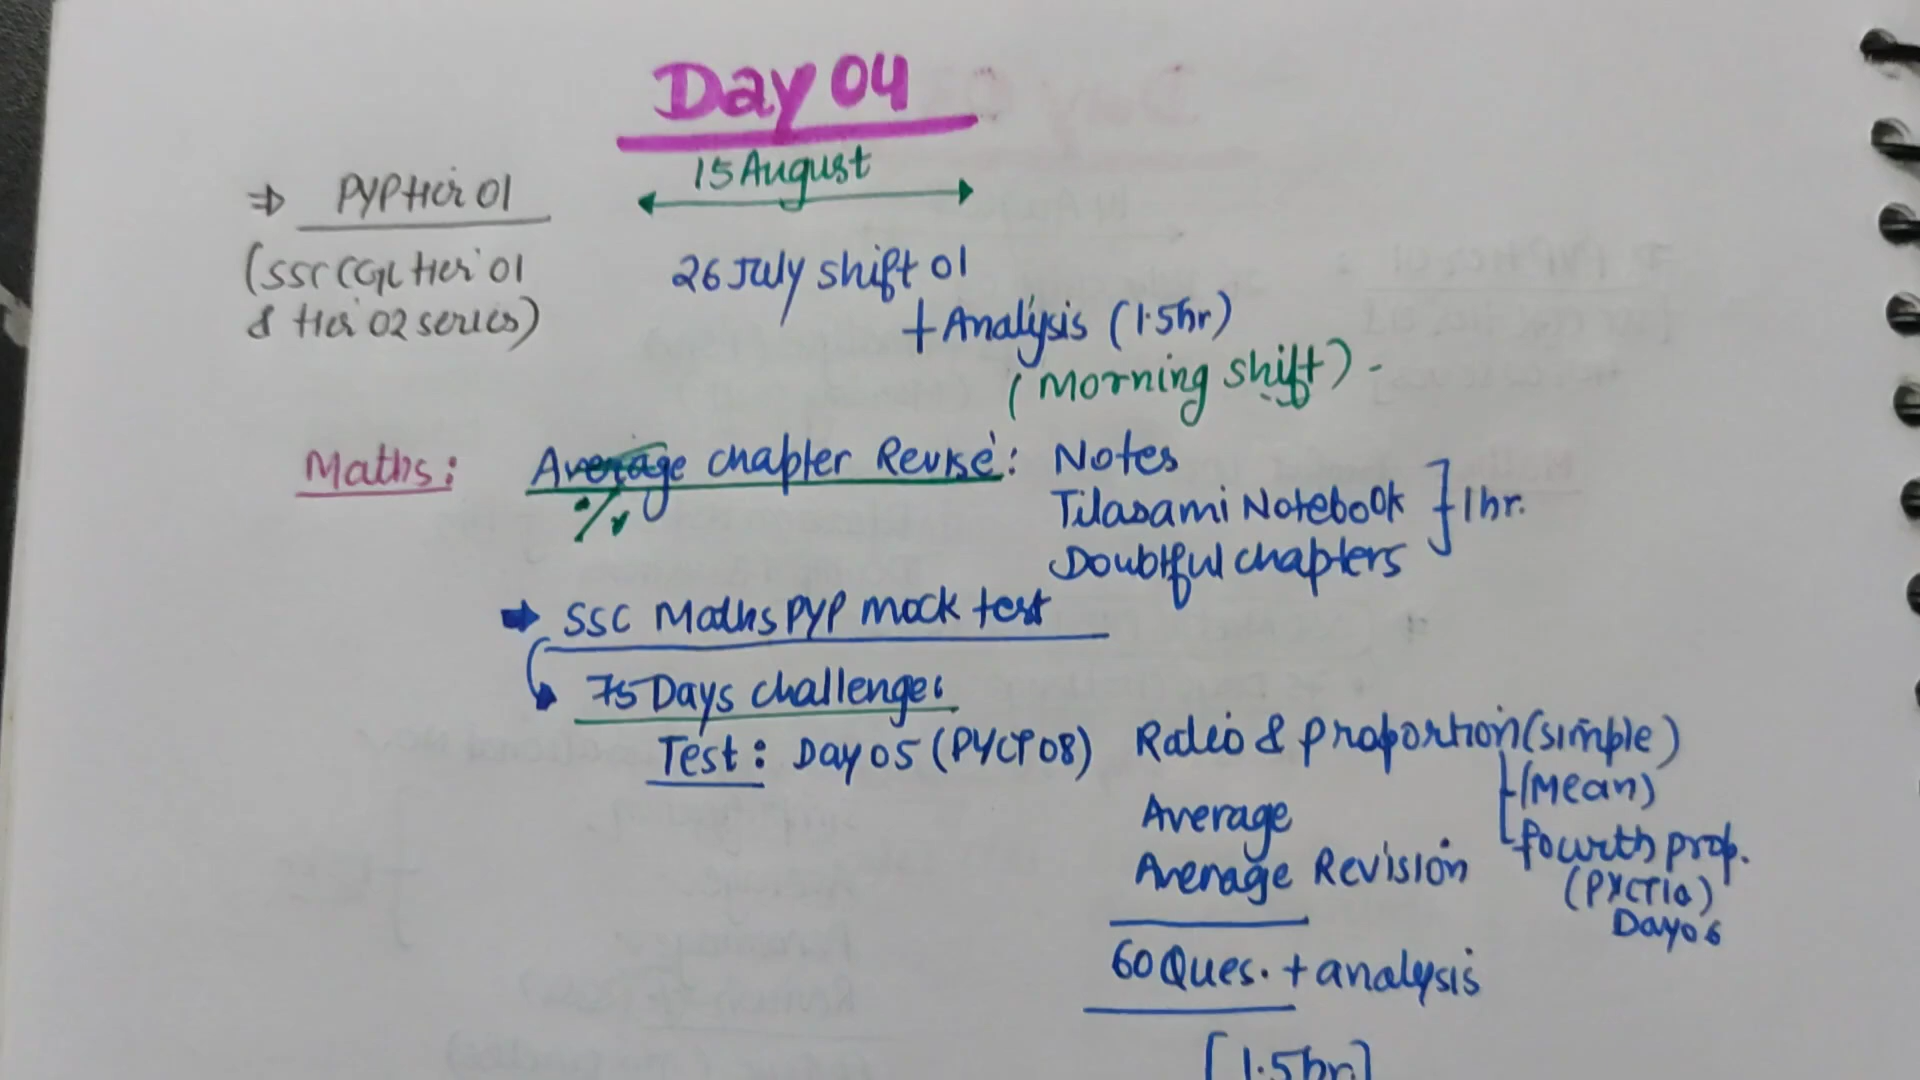 Day 04
15 August
⇒ PYP tier 01
(SSC CGL tier 01
& tier 02 series)
26 July shift 01
+ Analysis (1.5hr)
(Morning shift) -
Maths: Average chapter Revise: Notes
%
Tilasami Notebook } 1hr.
Doubtful chapters
➡ SSC Maths PYP mock test
75 Days challenge:
Test: Day 05 (PYCT 08) Ratio & proportion (simple)
(Mean)
Average
fourth prop.
Average Revision
(PYCT10)
Day06
60 Ques. + analysis
[1.5hr]